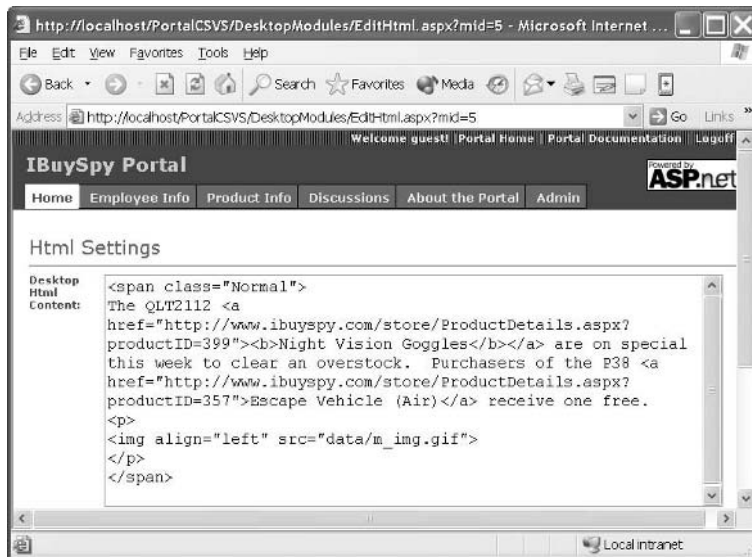 http://localhost/PortalCSVS/DesktopModules/EditHtml.aspx?mid=5 - Microsoft Internet ...
File Edit View Favorites Tools Help
Back Search Favorites Media
Address http://localhost/PortalCSVS/DesktopModules/EditHtml.aspx?mid=5 Go Links »
Welcome guest! | Portal Home | Portal Documentation | Logoff
IBuySpy Portal
Powered by
ASP.net
Home Employee Info Product Info Discussions About the Portal Admin
Html Settings
Desktop
Html
Content:
<span class="Normal">
The QLT2112 <a
href="http://www.ibuyspy.com/store/ProductDetails.aspx?
productID=399"><b>Night Vision Goggles</b></a> are on special
this week to clear an overstock.  Purchasers of the P38 <a
href="http://www.ibuyspy.com/store/ProductDetails.aspx?
productID=357">Escape Vehicle (Air)</a> receive one free.
<p>
<img align="left" src="data/m_img.gif">
</p>
</span>
Local intranet